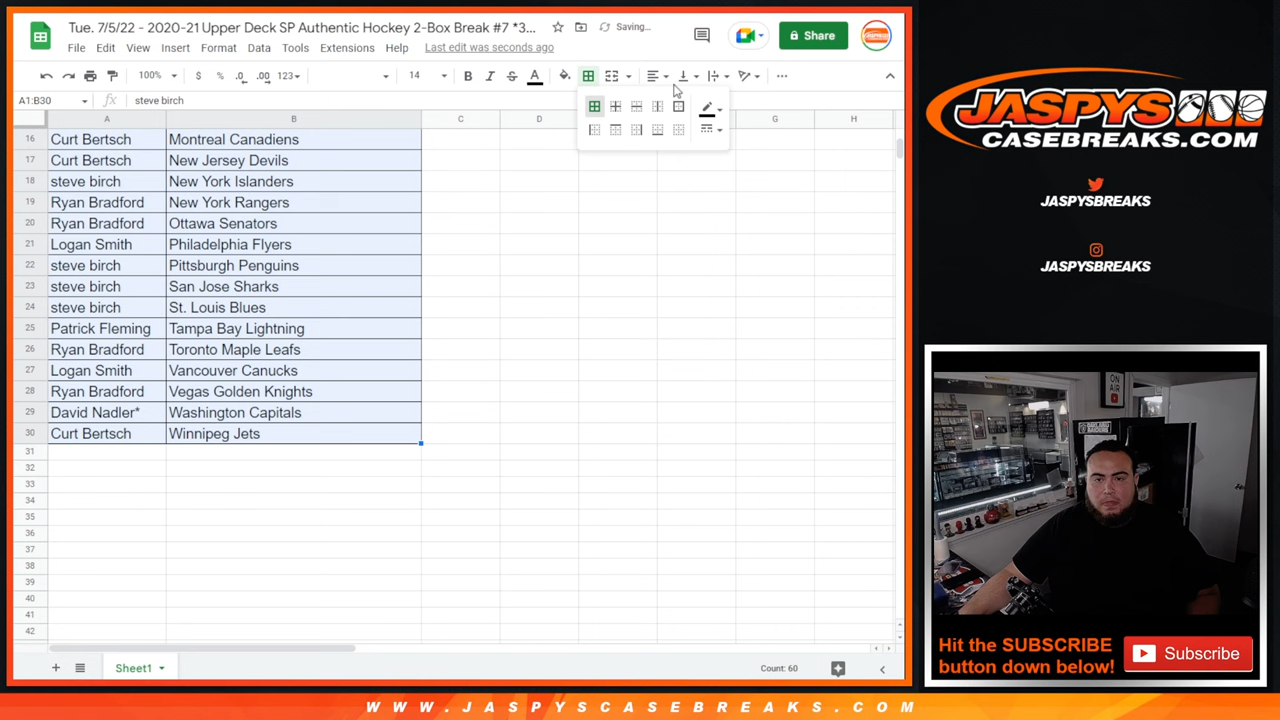 Tue. 7/5/22 - 2020-21 Upper Deck SP Authentic Hockey 2-Box Break #7 *3... Saving...
File Edit View Insert Format Data Tools Extensions Help Last edit was seconds ago
Share
100% $ % .0 .00 123 14 B I S A
A1:B30 fx steve birch
A B C D E F G H
16 Curt Bertsch Montreal Canadiens
17 Curt Bertsch New Jersey Devils
18 steve birch New York Islanders
19 Ryan Bradford New York Rangers
20 Ryan Bradford Ottawa Senators
21 Logan Smith Philadelphia Flyers
22 steve birch Pittsburgh Penguins
23 steve birch San Jose Sharks
24 steve birch St. Louis Blues
25 Patrick Fleming Tampa Bay Lightning
26 Ryan Bradford Toronto Maple Leafs
27 Logan Smith Vancouver Canucks
28 Ryan Bradford Vegas Golden Knights
29 David Nadler* Washington Capitals
30 Curt Bertsch Winnipeg Jets
31
32
33
34
35
36
37
38
39
40
41
42
Sheet1
Count: 60
JASPYS
CASEBREAKS.COM
JASPYSBREAKS
JASPYSBREAKS
ON AIR
Hit the SUBSCRIBE
button down below!
Subscribe
WWW.JASPYSCASEBREAKS.COM